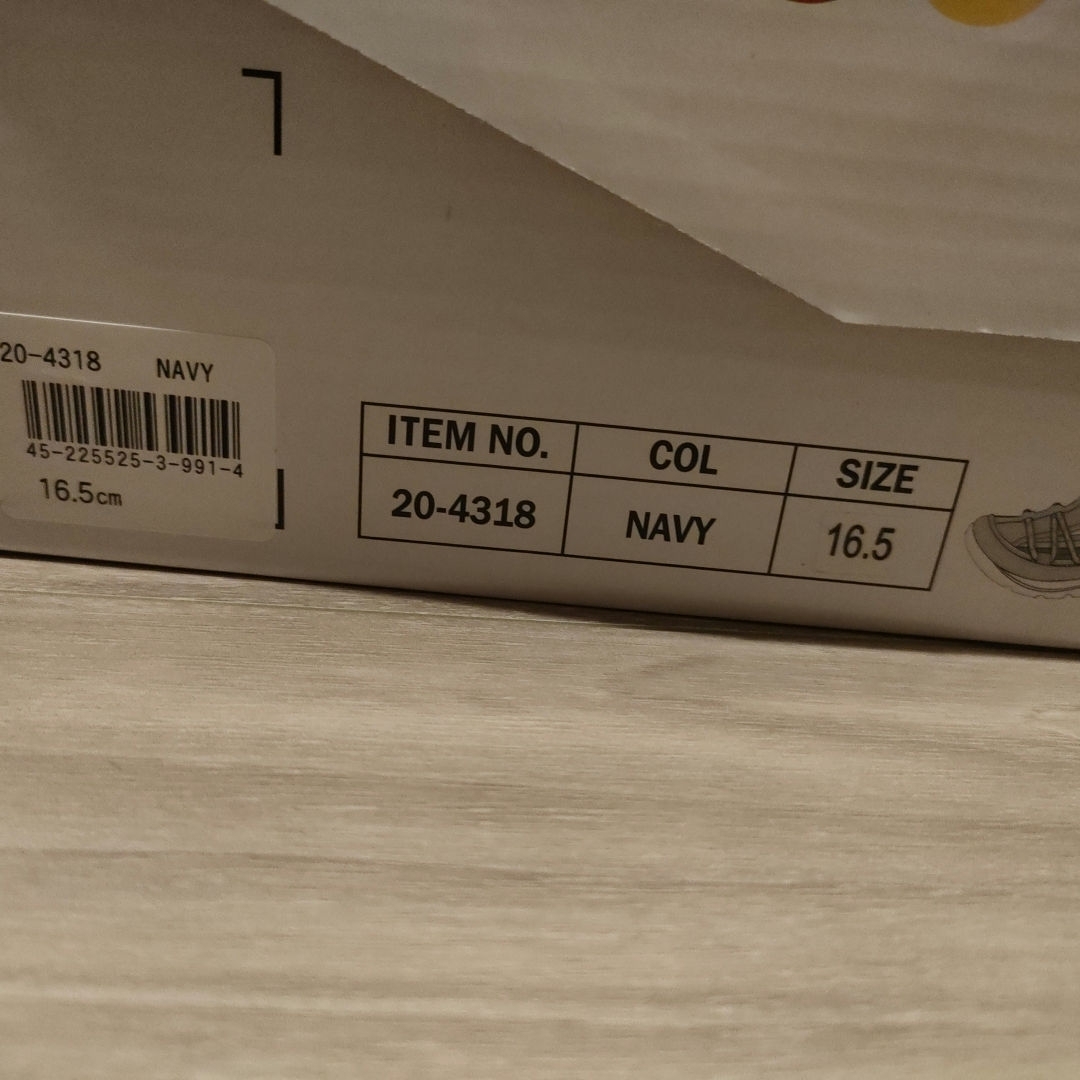 20-4318 NAVY
45-225525-3-991-4
16.5cm
ITEM NO. COL SIZE
20-4318 NAVY 16.5